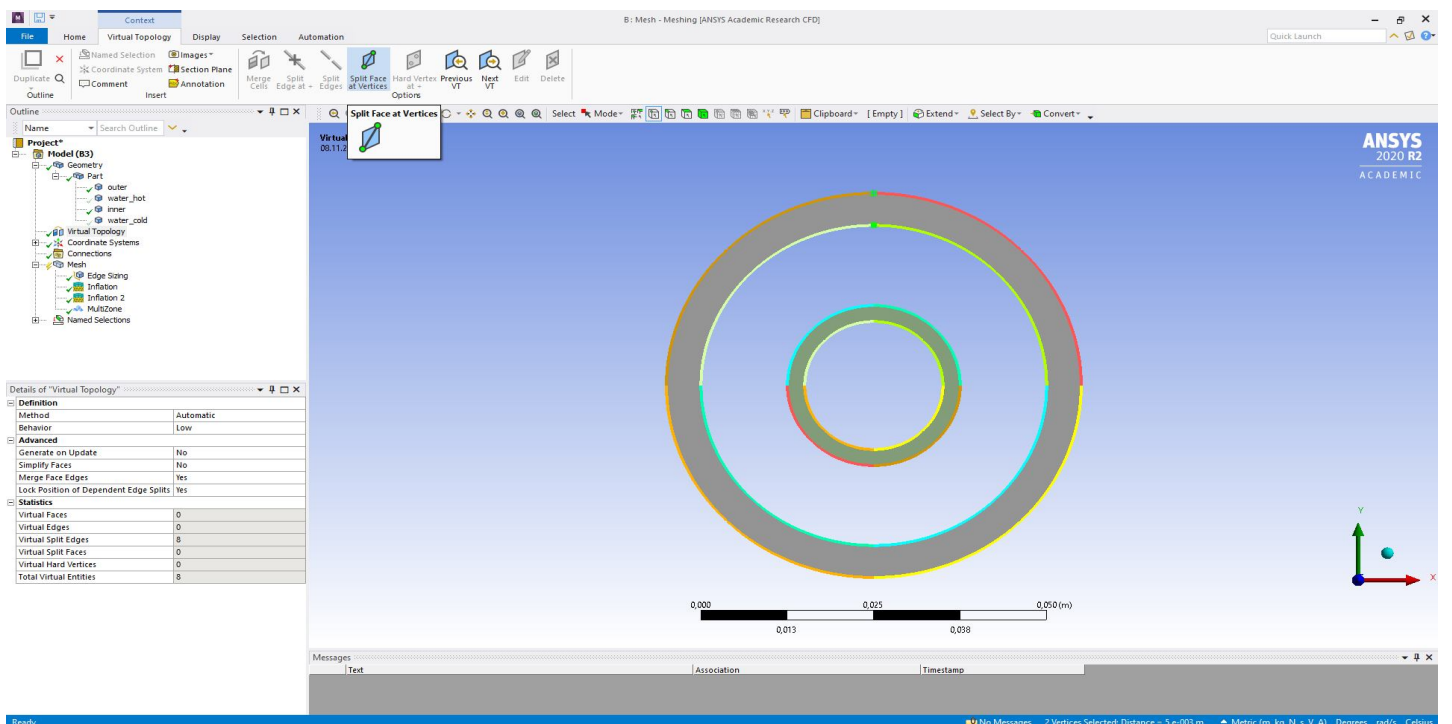 Context
B : Mesh - Meshing [ANSYS Academic Research CFD]
File Home Virtual Topology Display Selection Automation
Quick Launch
Duplicate
Outline
Named Selection
Coordinate System
Comment
Images
Section Plane
Annotation
Insert
Merge Cells
Split Edge at +
Split Edges
Split Face at Vertices
Hard Vertex at +
Previous VT
Next VT
Edit
Delete
Options
Outline
Name Search Outline
Project*
Model (B3)
Geometry
Part
outer
water_hot
inner
water_cold
Virtual Topology
Coordinate Systems
Connections
Mesh
Edge Sizing
Inflation
Inflation 2
MultiZone
Named Selections
Split Face at Vertices
Select Mode Clipboard [ Empty ] Extend Select By Convert
Virtual
08.11.2
ANSYS
2020 R2
ACADEMIC
Details of "Virtual Topology"
Definition
Method Automatic
Behavior Low
Advanced
Generate on Update No
Simplify Faces No
Merge Face Edges Yes
Lock Position of Dependent Edge Splits Yes
Statistics
Virtual Faces 0
Virtual Edges 0
Virtual Split Edges 8
Virtual Split Faces 0
Virtual Hard Vertices 0
Total Virtual Entities 8
Y
X
0,000 0,025 0,050 (m)
0,013 0,038
Messages
Text Association Timestamp
Ready
No Messages 2 Vertices Selected: Distance = 5,e-003 m Metric (m, kg, N, s, V, A) Degrees rad/s Celsius